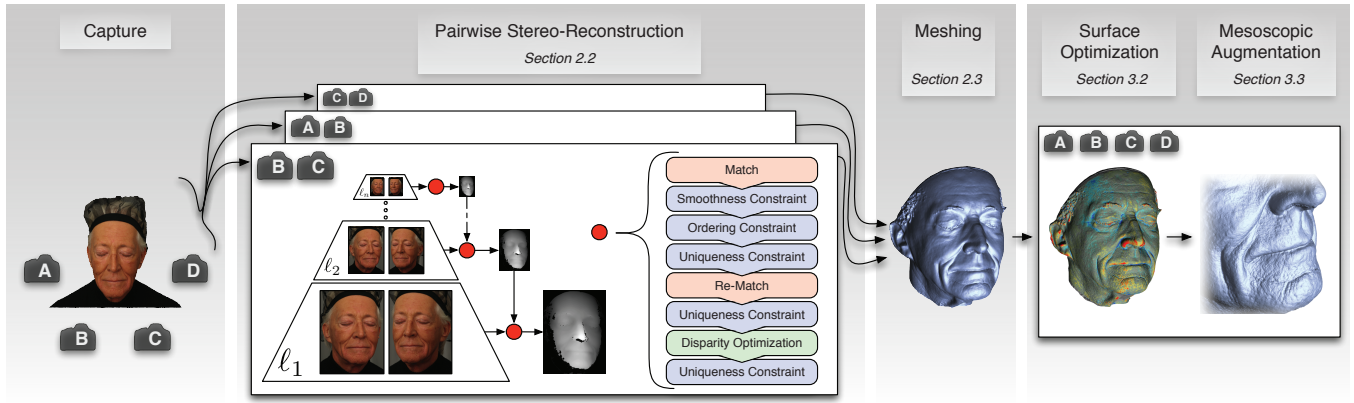 Capture
Pairwise Stereo-Reconstruction
Section 2.2
Meshing
Section 2.3
Surface
Optimization
Section 3.2
Mesoscopic
Augmentation
Section 3.3
C D
A B
B C
A
D
B
C
ℓn
ℓ2
ℓ1
Match
Smoothness Constraint
Ordering Constraint
Uniqueness Constraint
Re-Match
Uniqueness Constraint
Disparity Optimization
Uniqueness Constraint
A B C D